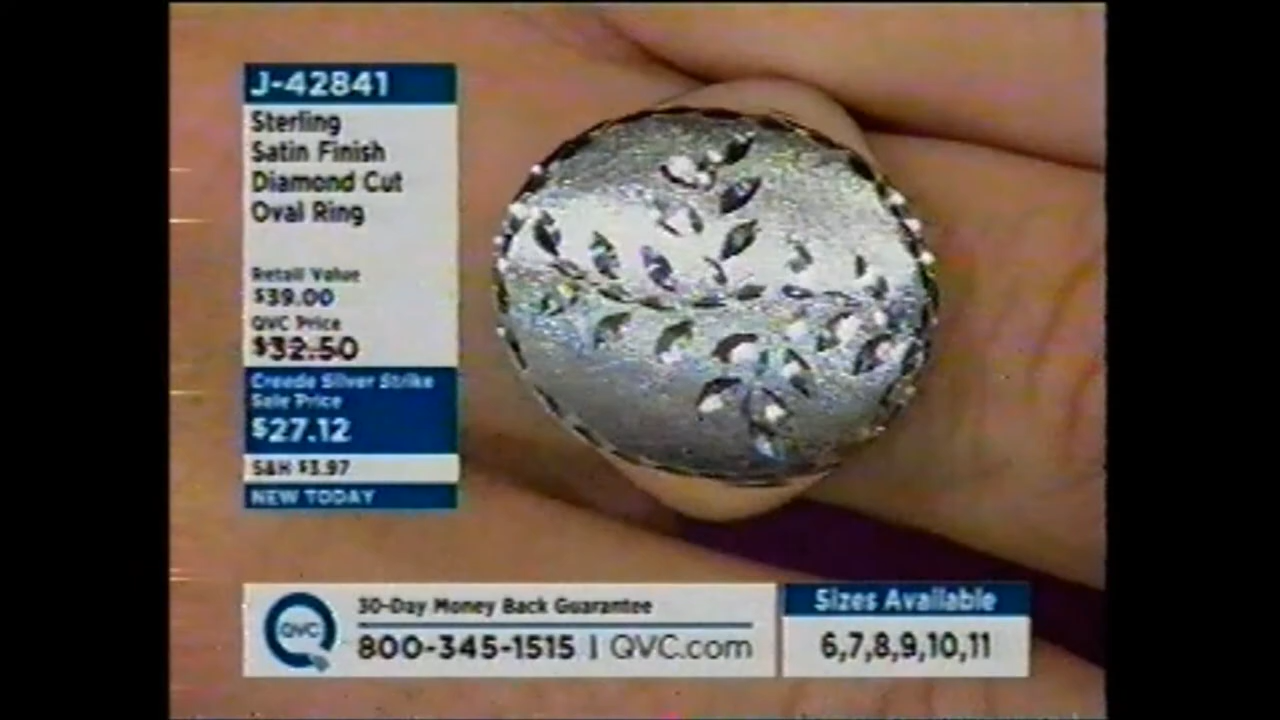 J-42841
Sterling
Satin Finish
Diamond Cut
Oval Ring
Retail Value
$39.00
QVC Price
$32.50
Creede Silver Strike
Sale Price
$27.12
S&H $3.97
NEW TODAY
QVC
30-Day Money Back Guarantee
800-345-1515 | QVC.com
Sizes Available
6,7,8,9,10,11